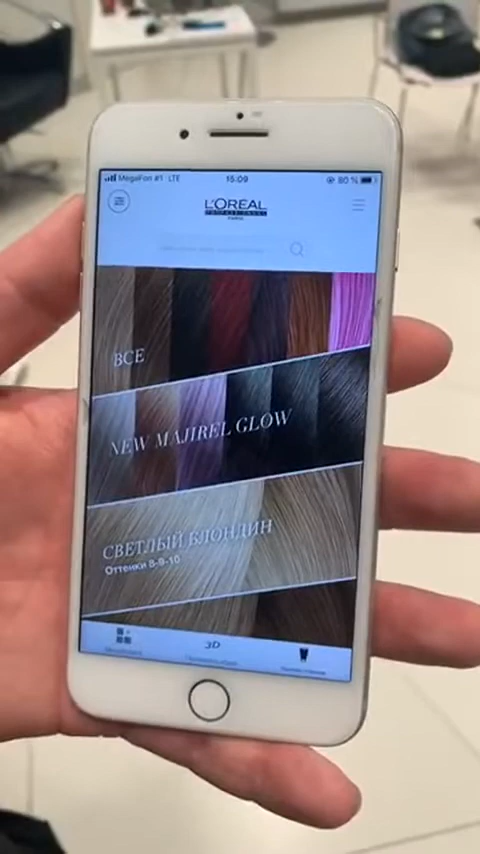 MegaFon #1 LTE 15:09 80 %
L'ORÉAL
PROFESSIONNEL
PARIS
ВСЕ
NEW MAJIREL GLOW
СВЕТЛЫЙ БЛОНДИН
Оттенки 8-9-10
3D